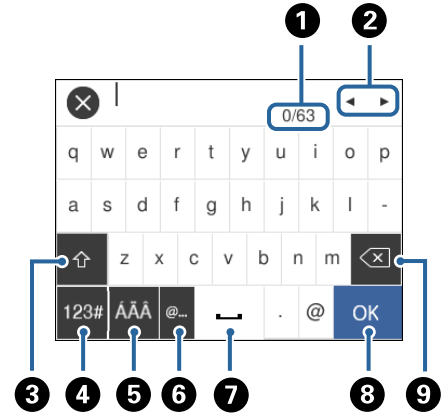 1 2
0/63
q w e r t y u i o p
a s d f g h j k l -
z x c v b n m
123# ÁÄÂ @... . @ OK
3 4 5 6 7 8 9